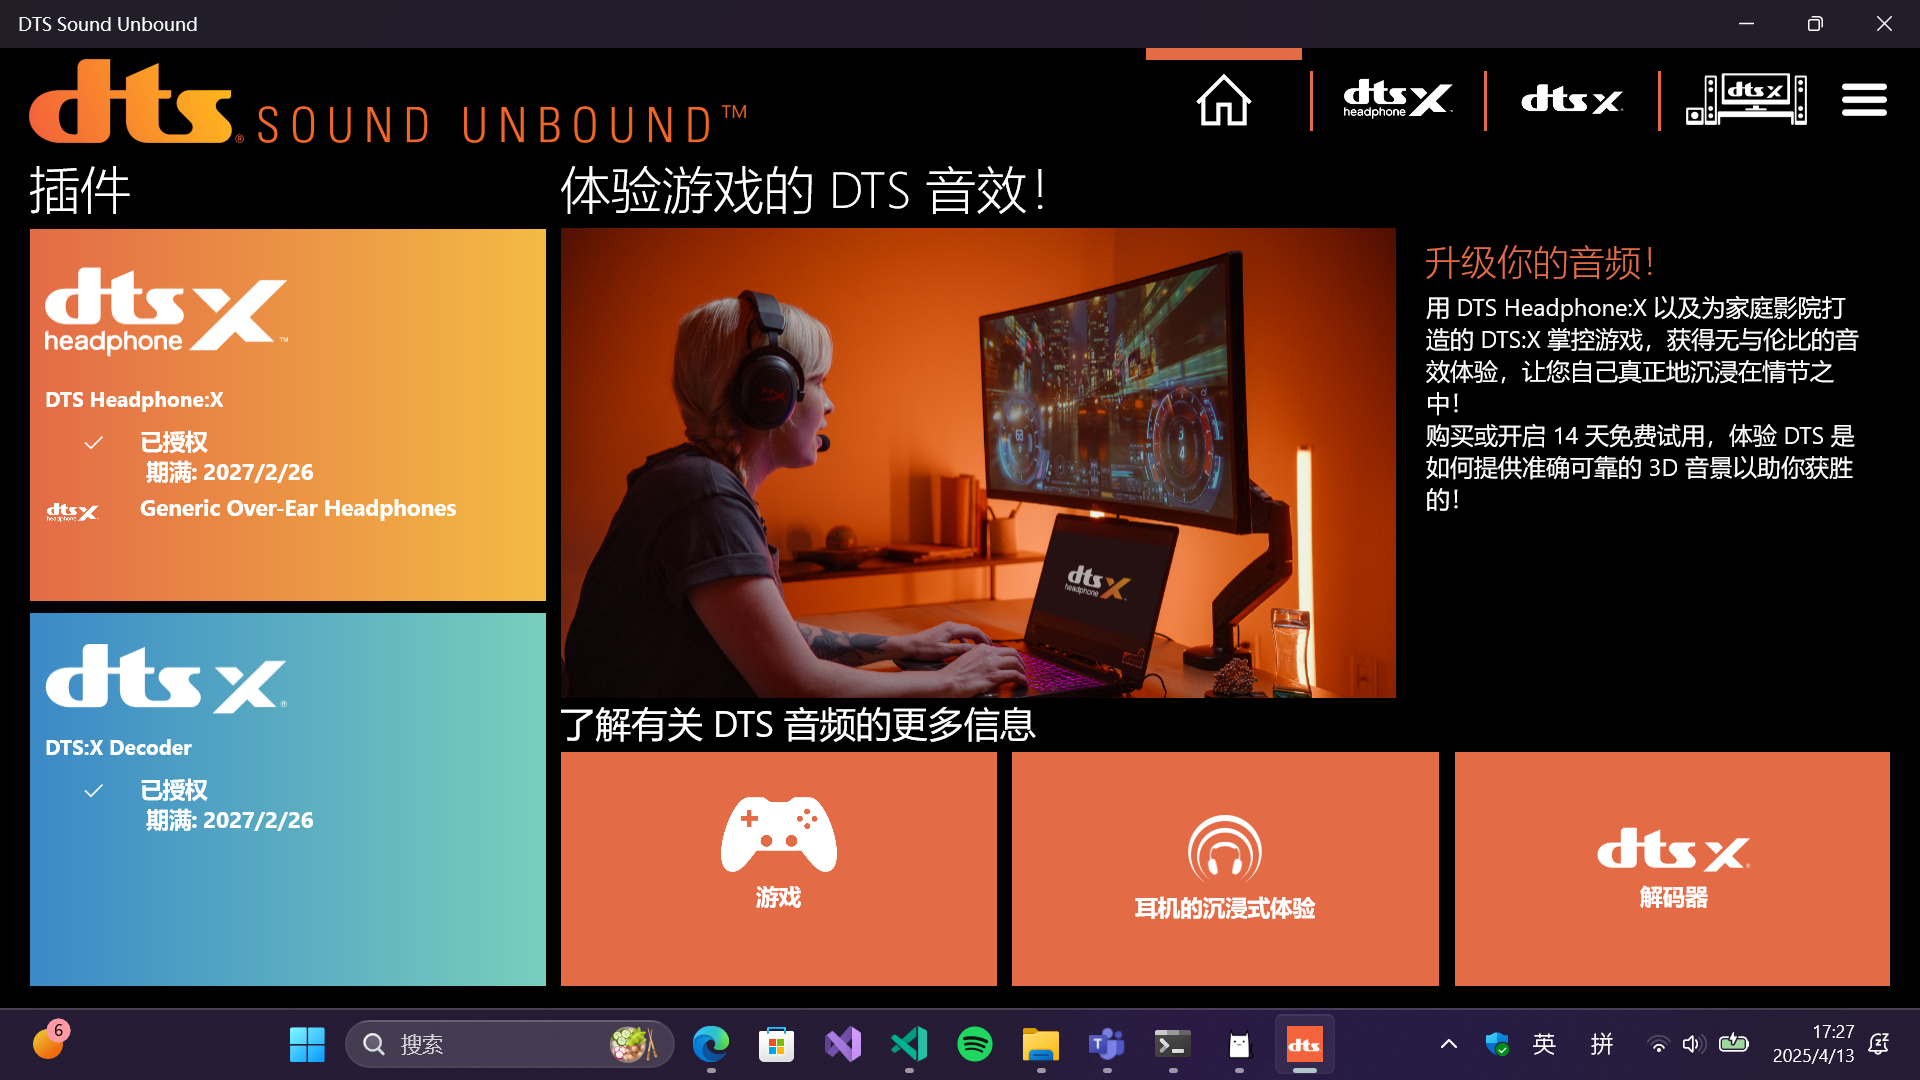 DTS Sound Unbound
dts SOUND UNBOUND™
dts X headphone
dts X
dts X
插件
dts X headphone™
DTS Headphone:X
已授权
期满: 2027/2/26
dts X headphone
Generic Over-Ear Headphones
dts X
DTS:X Decoder
已授权
期满: 2027/2/26
体验游戏的 DTS 音效！
dts X
headphone
升级你的音频！
用 DTS Headphone:X 以及为家庭影院打
造的 DTS:X 掌控游戏，获得无与伦比的音
效体验，让您自己真正地沉浸在情节之
中！
购买或开启 14 天免费试用，体验 DTS 是
如何提供准确可靠的 3D 音景以助你获胜
的！
了解有关 DTS 音频的更多信息
游戏
耳机的沉浸式体验
dts X
解码器
6
搜索
dts
英
拼
17:27
2025/4/13